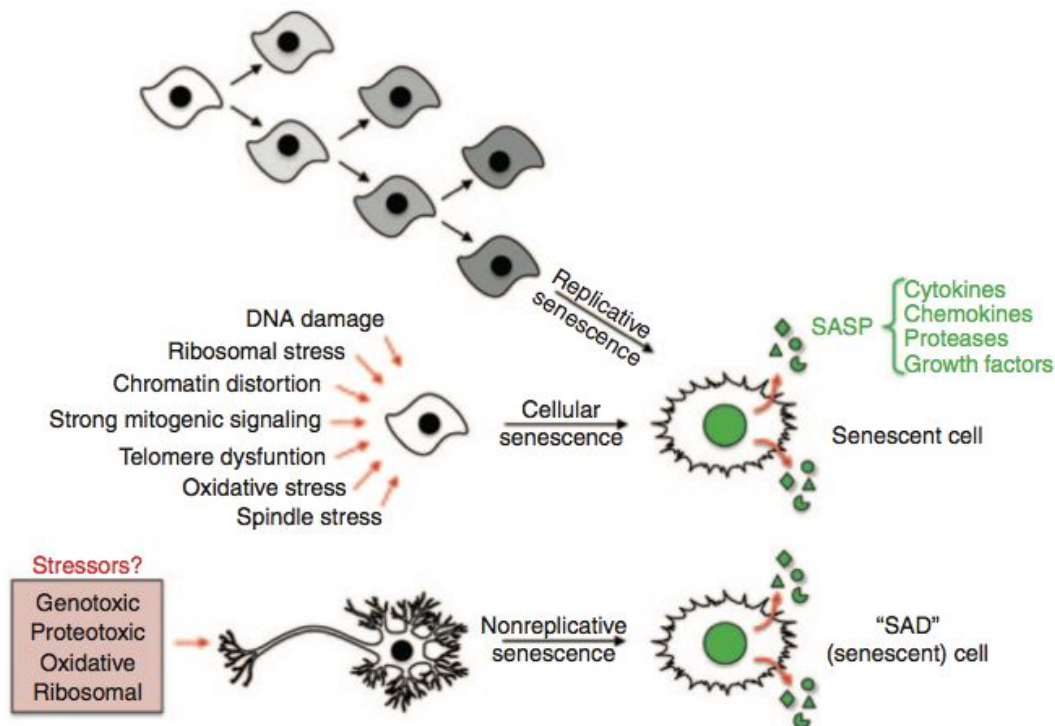 Replicative
senescence
SASP
Cytokines
Chemokines
Proteases
Growth factors
DNA damage
Ribosomal stress
Chromatin distortion
Strong mitogenic signaling
Telomere dysfuntion
Oxidative stress
Spindle stress
Cellular
senescence
Senescent cell
Stressors?
Genotoxic
Proteotoxic
Oxidative
Ribosomal
Nonreplicative
senescence
“SAD”
(senescent) cell